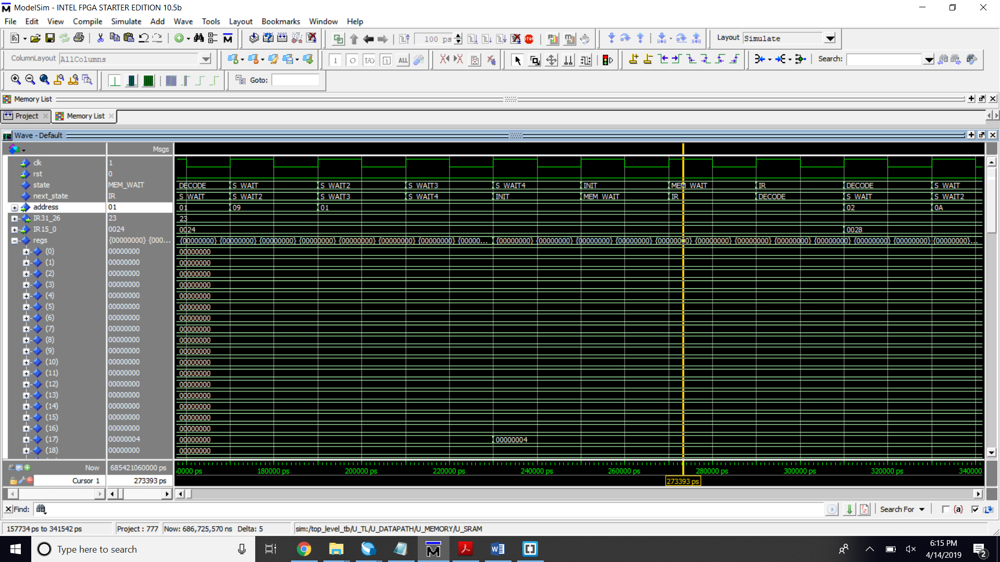 ModelSim - INTEL FPGA STARTER EDITION 10.5b
File Edit View Compile Simulate Add Wave Tools Layout Bookmarks Window Help
100 ps Layout Simulate
ColumnLayout AllColumns Search:
Goto:
Memory List
Project Memory List
Wave - Default
Msgs
clk 1
rst 0
state MEM_WAIT DECODE S_WAIT S_WAIT2 S_WAIT3 S_WAIT4 INIT MEM_WAIT IR DECODE S_WAIT
next_state IR S_WAIT S_WAIT2 S_WAIT3 S_WAIT4 INIT MEM_WAIT IR DECODE S_WAIT S_WAIT2
address 01 01 09 01 02 0A
IR31_26 23 23
IR15_0 0024 0024 0028
regs {00000000} {000... {00000000} {00000000} {00000000} {00000000} {00000000} {00000000} {00000000} {00000... {00000000} {00000000} {00000000} {00000000} {00000000} {00000000} {00000000} {00000000} {00000000} {00000000} {00000000} {00000000}...
(0) 00000000 00000000
(1) 00000000 00000000
(2) 00000000 00000000
(3) 00000000 00000000
(4) 00000000 00000000
(5) 00000000 00000000
(6) 00000000 00000000
(7) 00000000 00000000
(8) 00000000 00000000
(9) 00000000 00000000
(10) 00000000 00000000
(11) 00000000 00000000
(12) 00000000 00000000
(13) 00000000 00000000
(14) 00000000 00000000
(15) 00000000 00000000
(16) 00000000 00000000
(17) 00000004 00000000 00000004
(18) 00000000 00000000
Now 685421060000 ps 60000 ps 180000 ps 200000 ps 220000 ps 240000 ps 260000 ps 280000 ps 300000 ps 320000 ps 340000
Cursor 1 273393 ps 273393 ps
Find: Search For {a}
157734 ps to 341542 ps Project : 777 Now: 686,725,570 ns Delta: 5 sim:/top_level_tb/U_TL/U_DATAPATH/U_MEMORY/U_SRAM
Type here to search
6:15 PM
4/14/2019
2